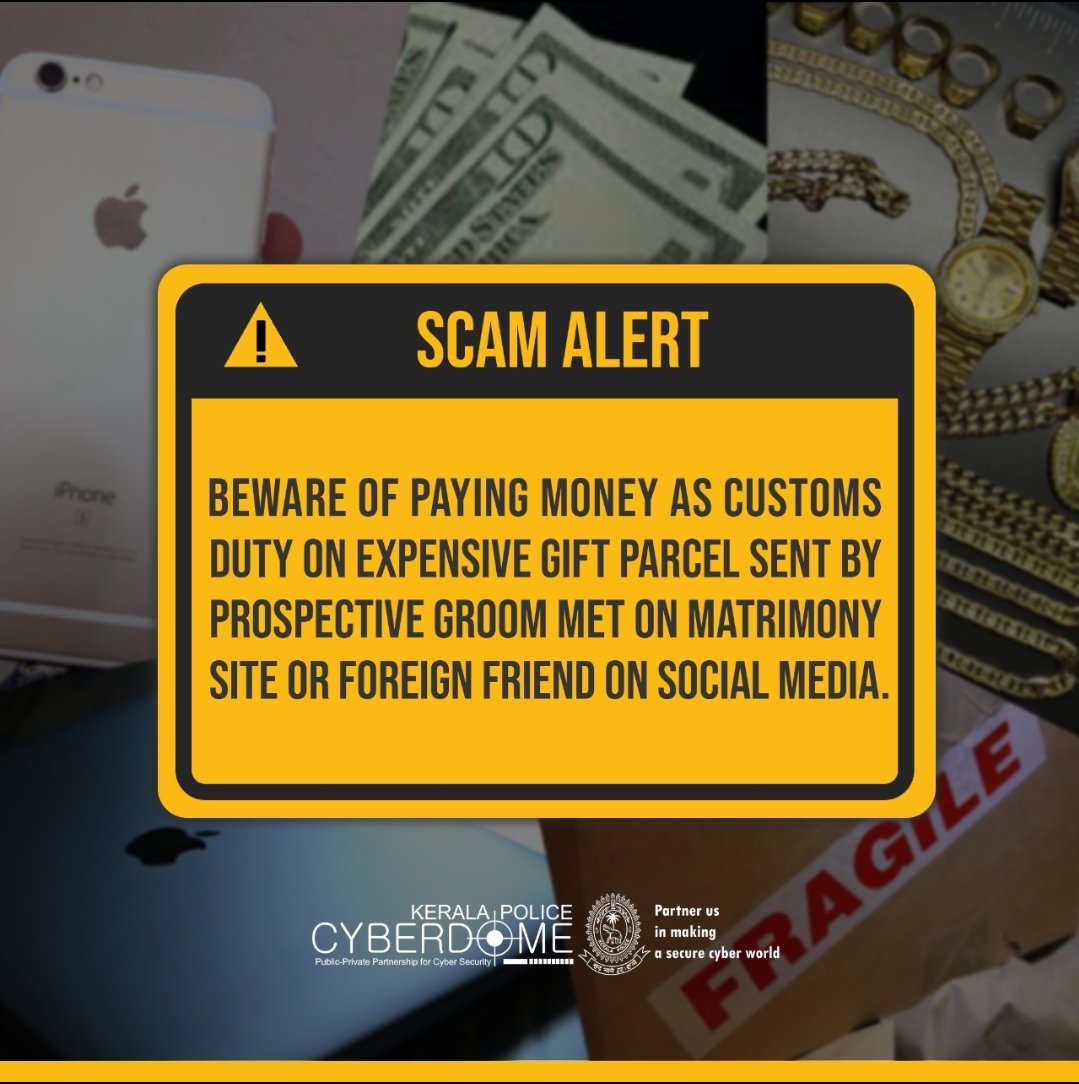 SCAM ALERT
BEWARE OF PAYING MONEY AS CUSTOMS
DUTY ON EXPENSIVE GIFT PARCEL SENT BY
PROSPECTIVE GROOM MET ON MATRIMONY
SITE OR FOREIGN FRIEND ON SOCIAL MEDIA.
iPhone
S
FRAGILE
KERALA POLICE
CYBERDOME
Public-Private Partnership for Cyber Security
Partner us
in making
a secure cyber world